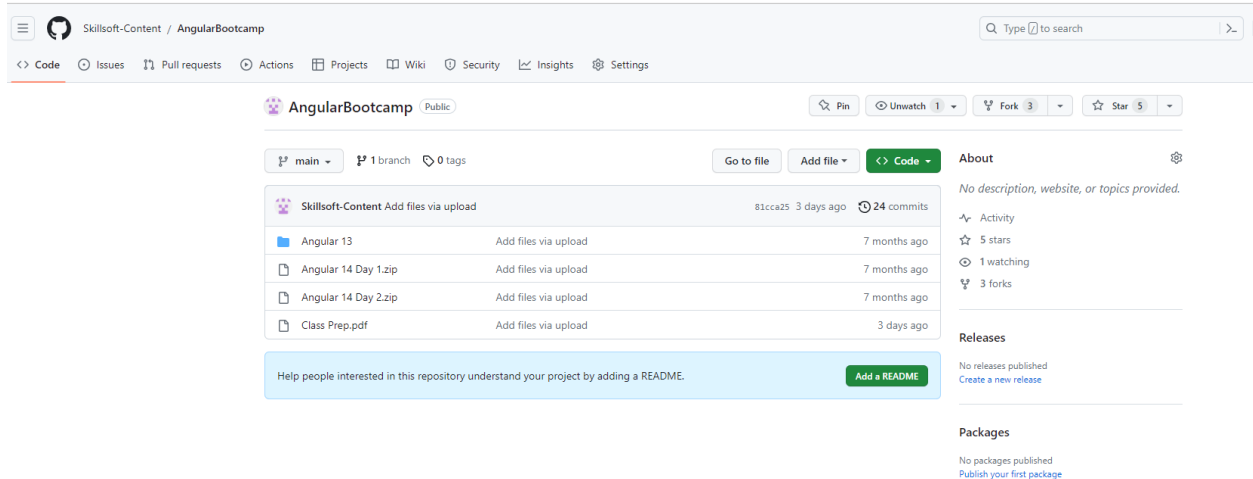 Skillsoft-Content / AngularBootcamp
Type / to search
Code Issues Pull requests Actions Projects Wiki Security Insights Settings
AngularBootcamp Public
Pin Unwatch 1 Fork 3 Star 5
main 1 branch 0 tags Go to file Add file Code
Skillsoft-Content Add files via upload 81cca25 3 days ago 24 commits
Angular 13 Add files via upload 7 months ago
Angular 14 Day 1.zip Add files via upload 7 months ago
Angular 14 Day 2.zip Add files via upload 7 months ago
Class Prep.pdf Add files via upload 3 days ago
Help people interested in this repository understand your project by adding a README. Add a README
About
No description, website, or topics provided.
Activity
5 stars
1 watching
3 forks
Releases
No releases published
Create a new release
Packages
No packages published
Publish your first package